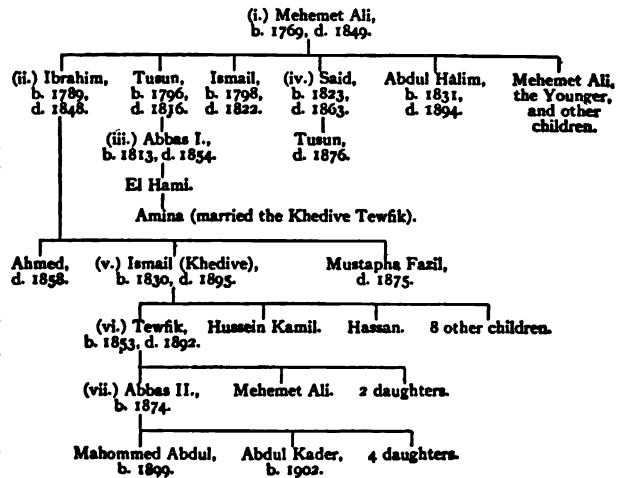 (i.) Mehemet Ali,
b. 1769, d. 1849.
(ii.) Ibrahim, Tusun, Ismail, (iv.) Said, Abdul Halim, Mehemet Ali,
b. 1789, b. 1796, b. 1798, b. 1823, b. 1831, the Younger,
d. 1848. d. 1816. d. 1822. d. 1863. d. 1894. and other
children.
(iii.) Abbas I., Tusun,
b. 1813, d. 1854. d. 1876.
El Hami.
Amina (married the Khedive Tewfik).
Ahmed, (v.) Ismail (Khedive), Mustapha Fazil,
d. 1858. b. 1830, d. 1895. d. 1875.
(vi.) Tewfik, Hussein Kamil. Hassan. 8 other children.
b. 1853, d. 1892.
(vii.) Abbas II., Mehemet Ali. 2 daughters.
b. 1874.
Mahommed Abdul, Abdul Kader, 4 daughters.
b. 1899. b. 1902.